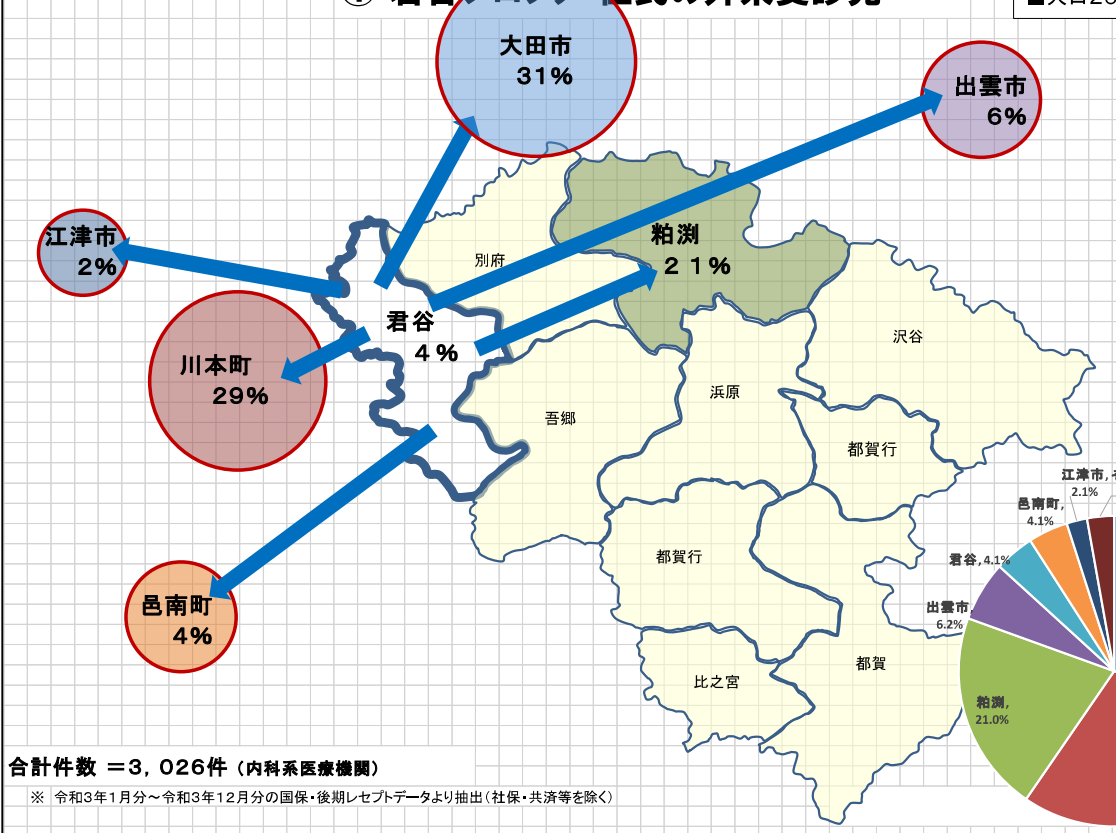 大田市
31%
出雲市
6%
江津市
2%
粕渕
２１%
別府
君谷
４%
沢谷
川本町
29%
浜原
吾郷
都賀行
江津市,
2.1%
邑南町,
4.1%
都賀行
君谷, 4.1%
邑南町
4%
出雲市,
6.2%
都賀
比之宮
粕渕,
21.0%
合計件数 ＝3，026件（内科系医療機関）
※ 令和3年1月分～令和3年12月分の国保・後期レセプトデータより抽出（社保・共済等を除く）